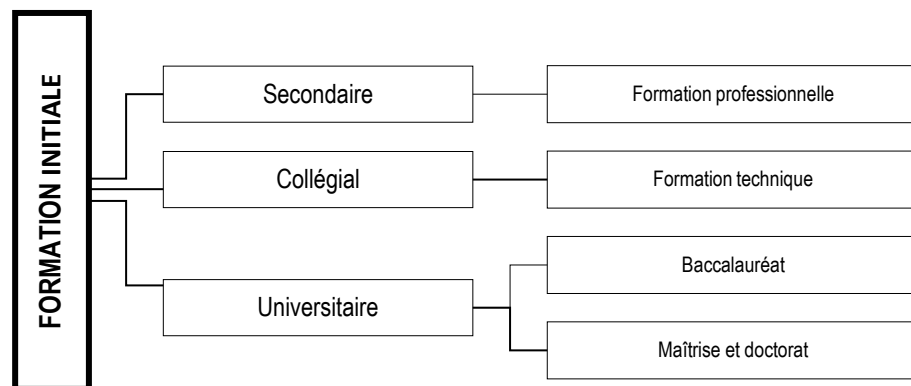 FORMATION INITIALE
Secondaire
Formation professionnelle
Collégial
Formation technique
Universitaire
Baccalauréat
Maîtrise et doctorat